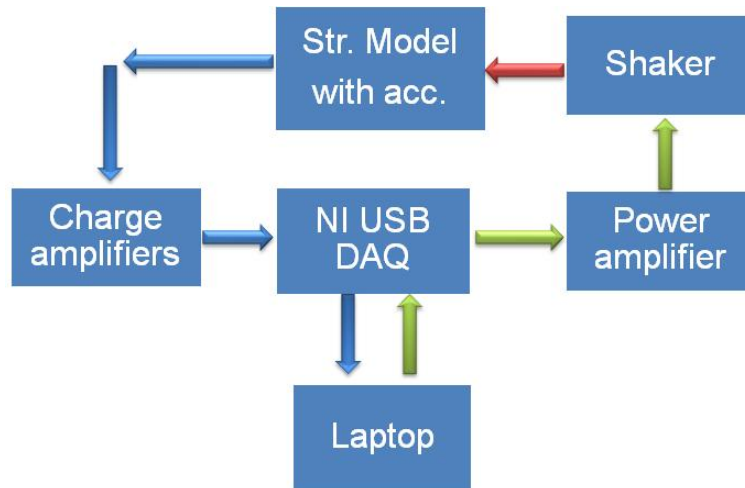 Str. Model
with acc.
Shaker
Charge
amplifiers
NI USB
DAQ
Power
amplifier
Laptop